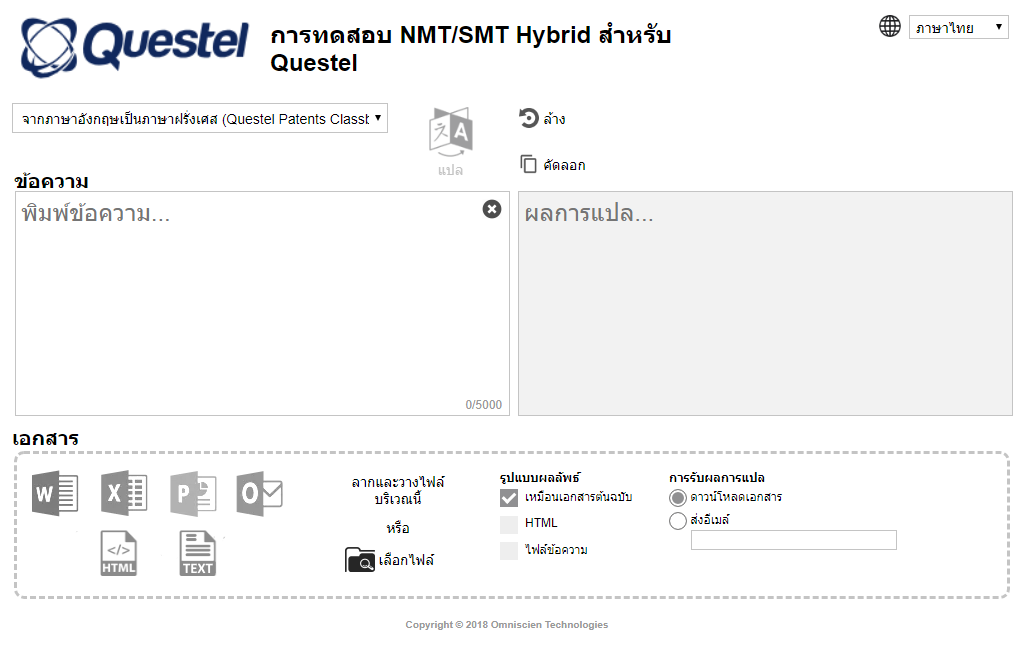 Questel
การทดสอบ NMT/SMT Hybrid สำหรับ
Questel
ภาษาไทย
จากภาษาอังกฤษเป็นภาษาฝรั่งเศส (Questel Patents Classt
แปล
ล้าง
คัดลอก
ข้อความ
พิมพ์ข้อความ...
ผลการแปล...
0/5000
เอกสาร
W
X
P
O
</>
HTML
TEXT
ลากและวางไฟล์
บริเวณนี้
หรือ
เลือกไฟล์
รูปแบบผลลัพธ์
เหมือนเอกสารต้นฉบับ
HTML
ไฟล์ข้อความ
การรับผลการแปล
ดาวน์โหลดเอกสาร
ส่งอีเมล์
Copyright © 2018 Omniscien Technologies